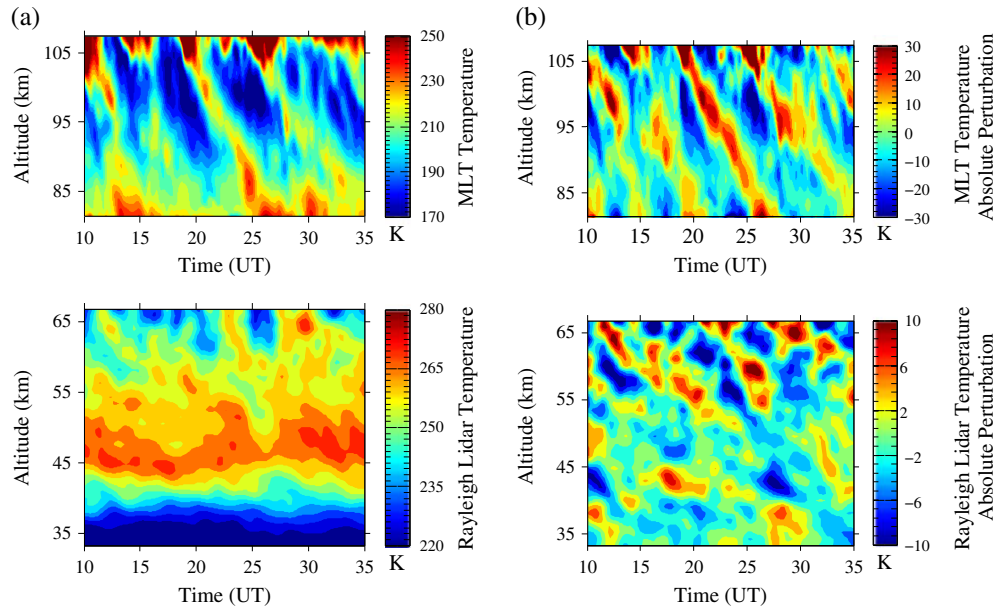 (a)
(b)
105
95
85
Altitude (km)
10 15 20 25 30 35
Time (UT)
250
230
210
190
170
K
MLT Temperature
105
95
85
Altitude (km)
10 15 20 25 30 35
Time (UT)
30
20
10
0
−10
−20
−30
K
MLT Temperature
Absolute Perturbation
65
55
45
35
Altitude (km)
10 15 20 25 30 35
Time (UT)
280
265
250
235
220
K
Rayleigh Lidar Temperature
65
55
45
35
Altitude (km)
10 15 20 25 30 35
Time (UT)
10
6
2
−2
−6
−10
K
Rayleigh Lidar Temperature
Absolute Perturbation